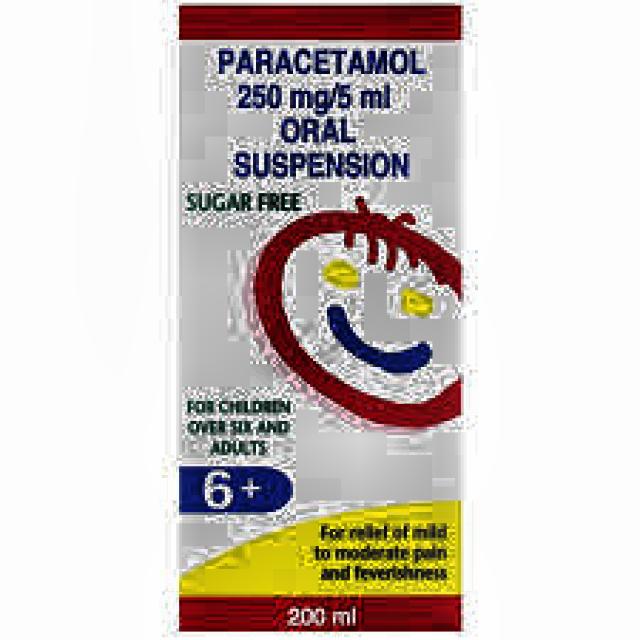 PARACETAMOL
250 mg/5 ml
ORAL
SUSPENSION
SUGAR FREE
FOR CHILDREN
OVER SIX AND
ADULTS
6+
For relief of mild
to moderate pain
and feverishness
200 ml